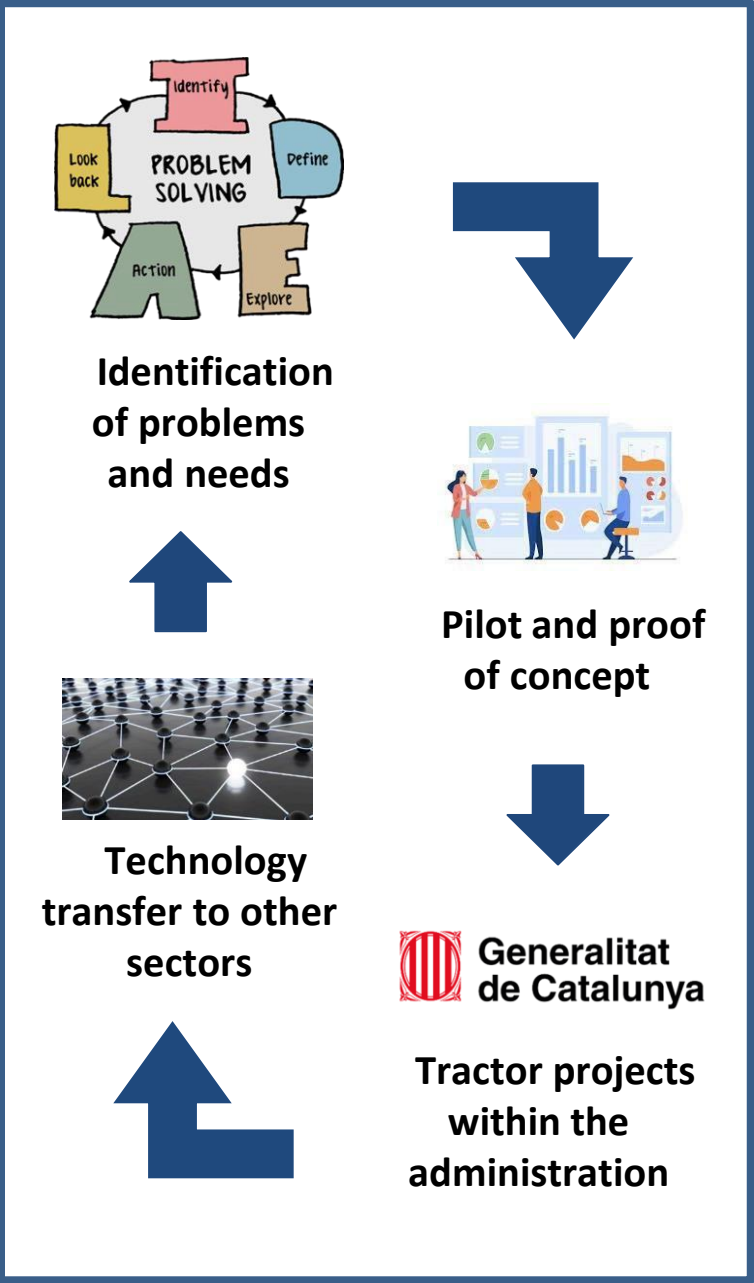 Identify
Look
back
PROBLEM
SOLVING
Define
Action
Explore
Identification
of problems
and needs
Pilot and proof
of concept
Generalitat
de Catalunya
Tractor projects
within the
administration
Technology
transfer to other
sectors